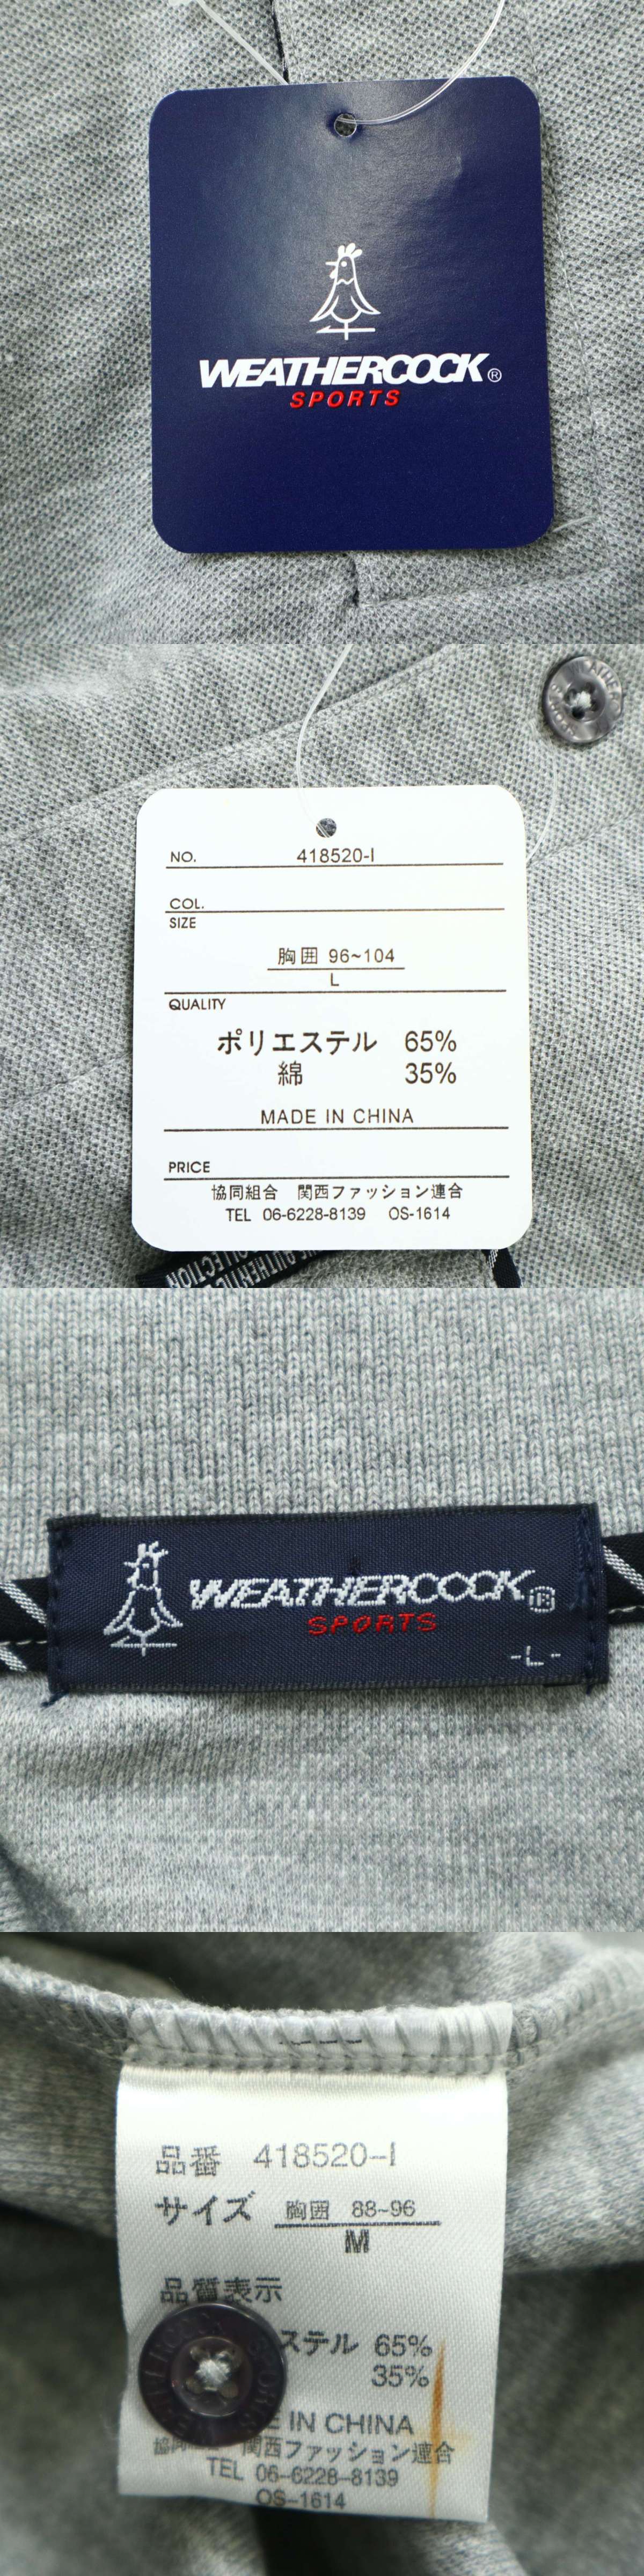 WEATHERCOCK®
SPORTS
NO. 418520-I
COL.
SIZE
胸囲 96~104
L
QUALITY
ポリエステル 65%
綿 35%
MADE IN CHINA
PRICE
協同組合 関西ファッション連合
TEL 06-6228-8139 OS-1614
AUTHENTIC
COLLECTION
WEATHERCOCK®
SPORTS
-L-
品番 418520-I
サイズ 胸囲 88~96
M
品質表示
ステル 65%
35%
E IN CHINA
協 関西ファッション連合
TEL 06-6228-8139
OS-1614